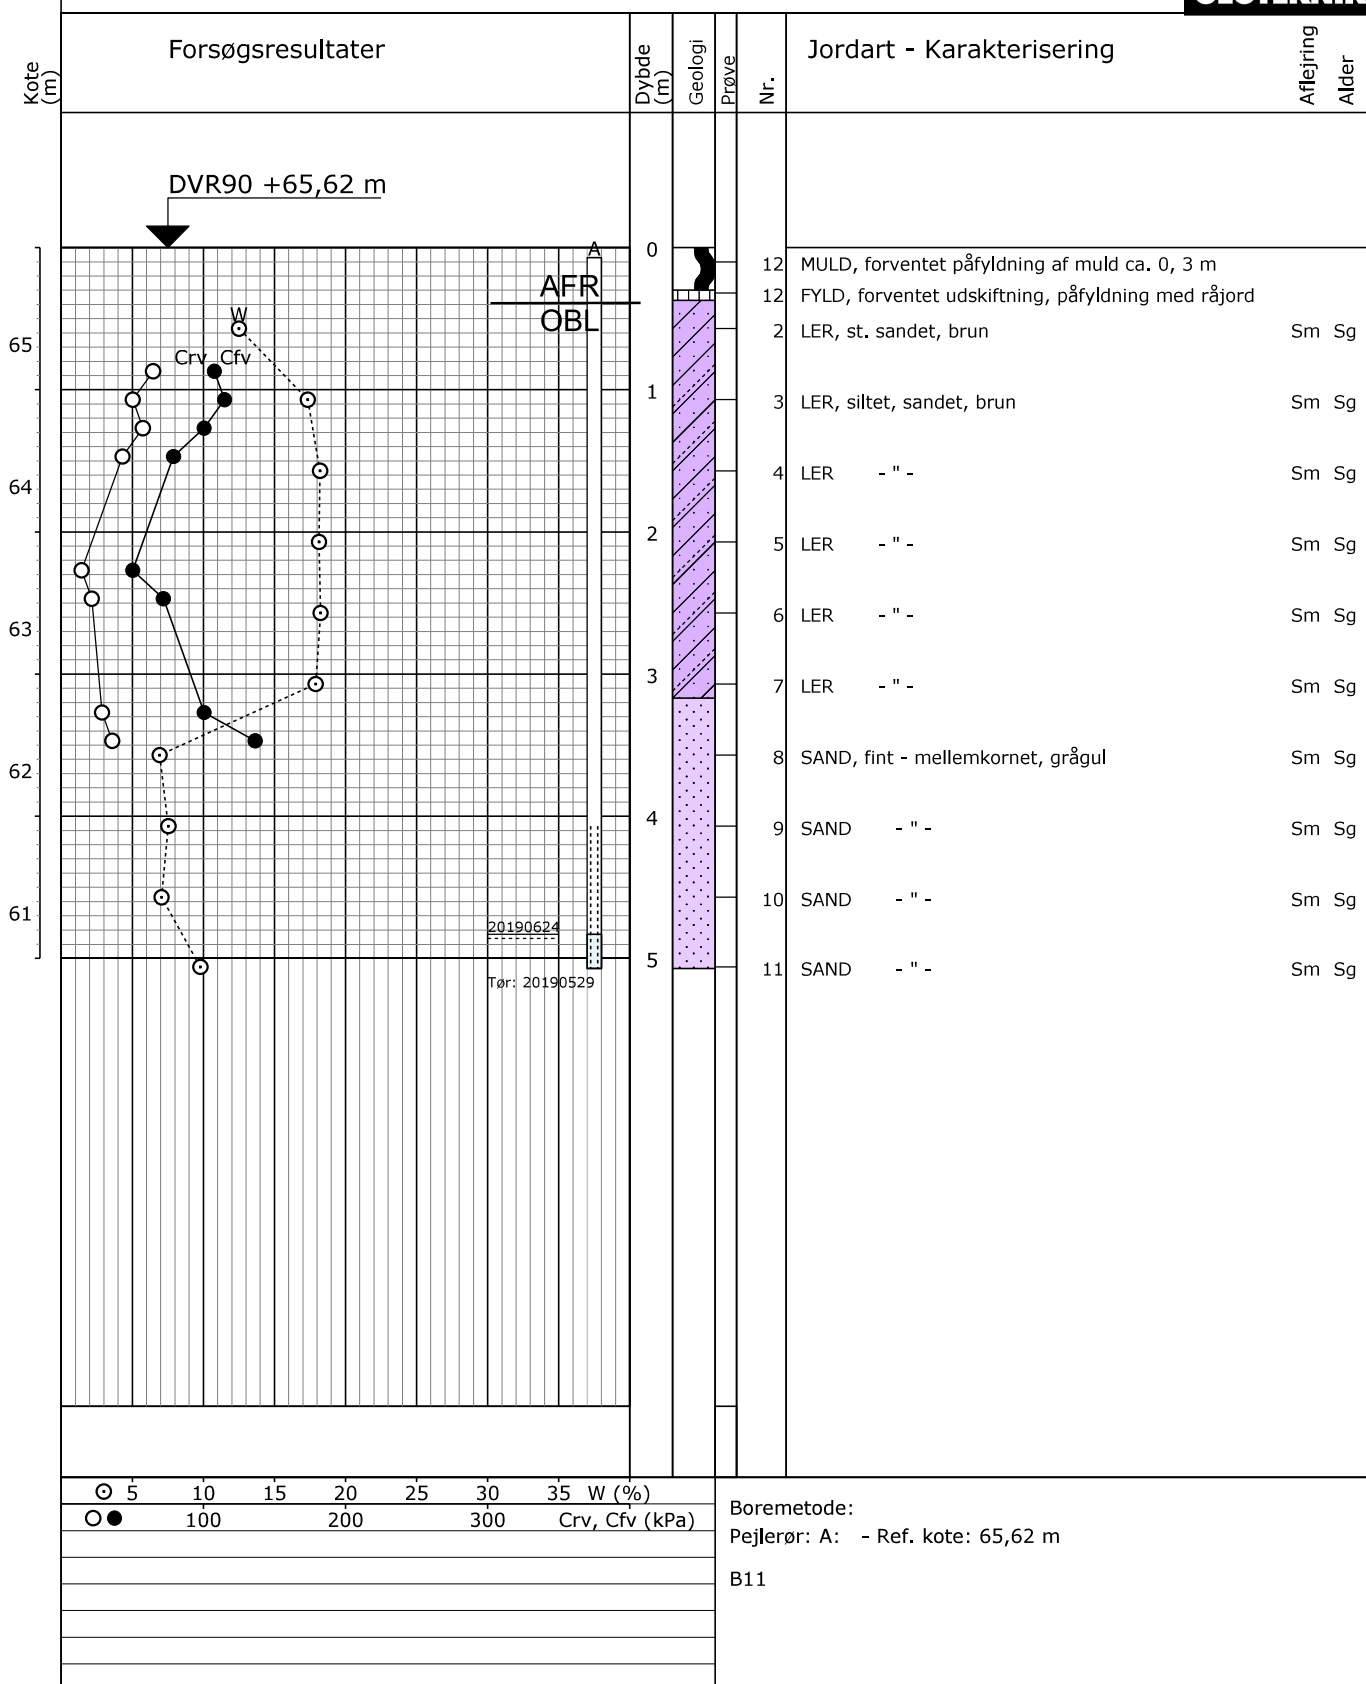 Kote (m)
Forsøgsresultater
Dybde (m)
Geologi
Prøve
Nr.
Jordart - Karakterisering
Aflejring
Alder
DVR90 +65,62 m
A
AFR
OBL
W
Crv Cfv
65
64
63
62
61
0
1
2
3
4
5
12 MULD, forventet påfyldning af muld ca. 0, 3 m
12 FYLD, forventet udskiftning, påfyldning med råjord
2 LER, st. sandet, brun Sm Sg
3 LER, siltet, sandet, brun Sm Sg
4 LER - " - Sm Sg
5 LER - " - Sm Sg
6 LER - " - Sm Sg
7 LER - " - Sm Sg
8 SAND, fint - mellemkornet, grågul Sm Sg
9 SAND - " - Sm Sg
10 SAND - " - Sm Sg
11 SAND - " - Sm Sg
20190624
Tør: 20190529
5 10 15 20 25 30 35 W (%)
100 200 300 Crv, Cfv (kPa)
Boremetode:
Pejlerør: A: - Ref. kote: 65,62 m
B11